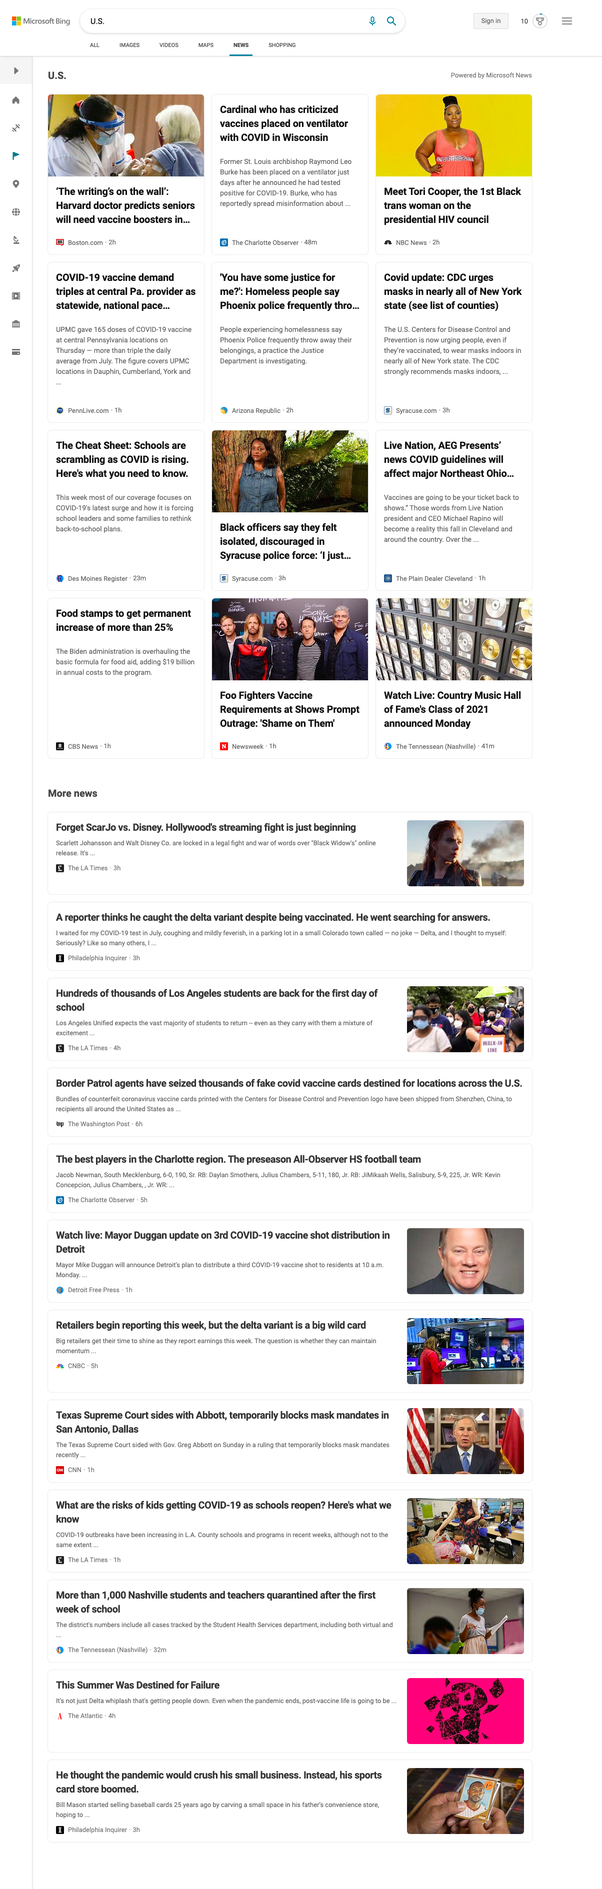 Microsoft Bing
U.S.
Sign in
10
ALL
IMAGES
VIDEOS
MAPS
NEWS
SHOPPING
U.S.
Powered by Microsoft News
'The writing's on the wall':
Harvard doctor predicts seniors
will need vaccine boosters in...
Boston.com · 2h
Cardinal who has criticized
vaccines placed on ventilator
with COVID in Wisconsin
Former St. Louis archbishop Raymond Leo
Burke has been placed on a ventilator just
days after he announced he had tested
positive for COVID-19. Burke, who has
reportedly spread misinformation about ...
The Charlotte Observer · 48m
Meet Tori Cooper, the 1st Black
trans woman on the
presidential HIV council
NBC News · 2h
COVID-19 vaccine demand
triples at central Pa. provider as
statewide, national pace...
UPMC gave 165 doses of COVID-19 vaccine
at central Pennsylvania locations on
Thursday — more than triple the daily
average from July. The figure covers UPMC
locations in Dauphin, Cumberland, York and
...
PennLive.com · 1h
'You have some justice for
me?': Homeless people say
Phoenix police frequently thro...
People experiencing homelessness say
Phoenix Police frequently throw away their
belongings, a practice the Justice
Department is investigating.
Arizona Republic · 2h
Covid update: CDC urges
masks in nearly all of New York
state (see list of counties)
The U.S. Centers for Disease Control and
Prevention is now urging people, even if
they're vaccinated, to wear masks indoors in
nearly all of New York state. The CDC
strongly recommends masks indoors, ...
Syracuse.com · 3h
The Cheat Sheet: Schools are
scrambling as COVID is rising.
Here's what you need to know.
This week most of our coverage focuses on
COVID-19's latest surge and how it is forcing
school leaders and some families to rethink
back-to-school plans.
Des Moines Register · 23m
Black officers say they felt
isolated, discouraged in
Syracuse police force: 'I just...
Syracuse.com · 3h
Live Nation, AEG Presents'
news COVID guidelines will
affect major Northeast Ohio...
Vaccines are going to be your ticket back to
shows." Those words from Live Nation
president and CEO Michael Rapino will
become a reality this fall in Cleveland and
around the country. Over the ...
The Plain Dealer Cleveland · 1h
Food stamps to get permanent
increase of more than 25%
The Biden administration is overhauling the
basic formula for food aid, adding $19 billion
in annual costs to the program.
CBS News · 1h
Foo Fighters Vaccine
Requirements at Shows Prompt
Outrage: 'Shame on Them'
Newsweek · 1h
Watch Live: Country Music Hall
of Fame's Class of 2021
announced Monday
The Tennessean (Nashville) · 41m
More news
Forget ScarJo vs. Disney. Hollywood's streaming fight is just beginning
Scarlett Johansson and Walt Disney Co. are locked in a legal fight and war of words over "Black Widow's" online
release. It's ...
The LA Times · 3h
A reporter thinks he caught the delta variant despite being vaccinated. He went searching for answers.
I waited for my COVID-19 test in July, coughing and mildly feverish, in a parking lot in a small Colorado town called — no joke — Delta, and I thought to myself:
Seriously? Like so many others, I ...
Philadelphia Inquirer · 3h
Hundreds of thousands of Los Angeles students are back for the first day of
school
Los Angeles Unified expects the vast majority of students to return -- even as they carry with them a mixture of
excitement ...
The LA Times · 4h
WALK-IN
LINE
Border Patrol agents have seized thousands of fake covid vaccine cards destined for locations across the U.S.
Bundles of counterfeit coronavirus vaccine cards printed with the Centers for Disease Control and Prevention logo have been shipped from Shenzhen, China, to
recipients all around the United States as ...
The Washington Post · 6h
The best players in the Charlotte region. The preseason All-Observer HS football team
Jacob Newman, South Mecklenburg, 6-0, 190, Sr. RB: Daylan Smothers, Julius Chambers, 5-11, 180, Jr. RB: JiMikaah Wells, Salisbury, 5-9, 225, Jr. WR: Kevin
Concepcion, Julius Chambers, , Jr. WR: ...
The Charlotte Observer · 5h
Watch live: Mayor Duggan update on 3rd COVID-19 vaccine shot distribution in
Detroit
Mayor Mike Duggan will announce Detroit's plan to distribute a third COVID-19 vaccine shot to residents at 10 a.m.
Monday. ...
Detroit Free Press · 1h
Retailers begin reporting this week, but the delta variant is a big wild card
Big retailers get their time to shine as they report earnings this week. The question is whether they can maintain
momentum ...
CNBC · 5h
Texas Supreme Court sides with Abbott, temporarily blocks mask mandates in
San Antonio, Dallas
The Texas Supreme Court sided with Gov. Greg Abbott on Sunday in a ruling that temporarily blocks mask mandates
recently ...
CNN · 1h
What are the risks of kids getting COVID-19 as schools reopen? Here's what we
know
COVID-19 outbreaks have been increasing in L.A. County schools and programs in recent weeks, although not to the
same extent ...
The LA Times · 1h
More than 1,000 Nashville students and teachers quarantined after the first
week of school
The district's numbers include all cases tracked by the Student Health Services department, including both virtual and
...
The Tennessean (Nashville) · 32m
This Summer Was Destined for Failure
It's not just Delta whiplash that's getting people down. Even when the pandemic ends, post-vaccine life is going to be ...
The Atlantic · 4h
He thought the pandemic would crush his small business. Instead, his sports
card store boomed.
Bill Mason started selling baseball cards 25 years ago by carving a small space in his father's convenience store,
hoping to ...
Philadelphia Inquirer · 3h